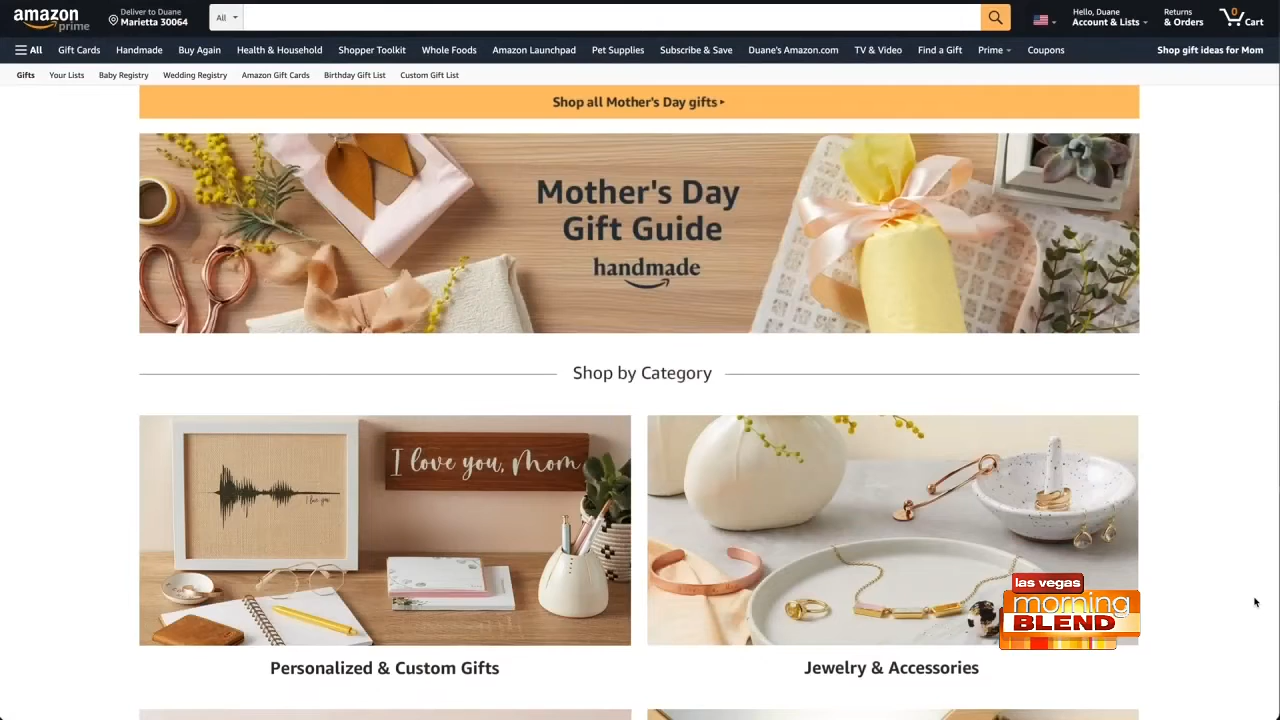 amazon
prime
Deliver to Duane
Marietta 30064
All
Hello, Duane
Account & Lists
Returns
& Orders
0
Cart
All
Gift Cards
Handmade
Buy Again
Health & Household
Shopper Toolkit
Whole Foods
Amazon Launchpad
Pet Supplies
Subscribe & Save
Duane's Amazon.com
TV & Video
Find a Gift
Prime
Coupons
Shop gift ideas for Mom
Gifts
Your Lists
Baby Registry
Wedding Registry
Amazon Gift Cards
Birthday Gift List
Custom Gift List
Shop all Mother's Day gifts
Mother's Day
Gift Guide
handmade
Shop by Category
I love you, Mom
I love you
las vegas
morning
BLEND
Personalized & Custom Gifts
Jewelry & Accessories